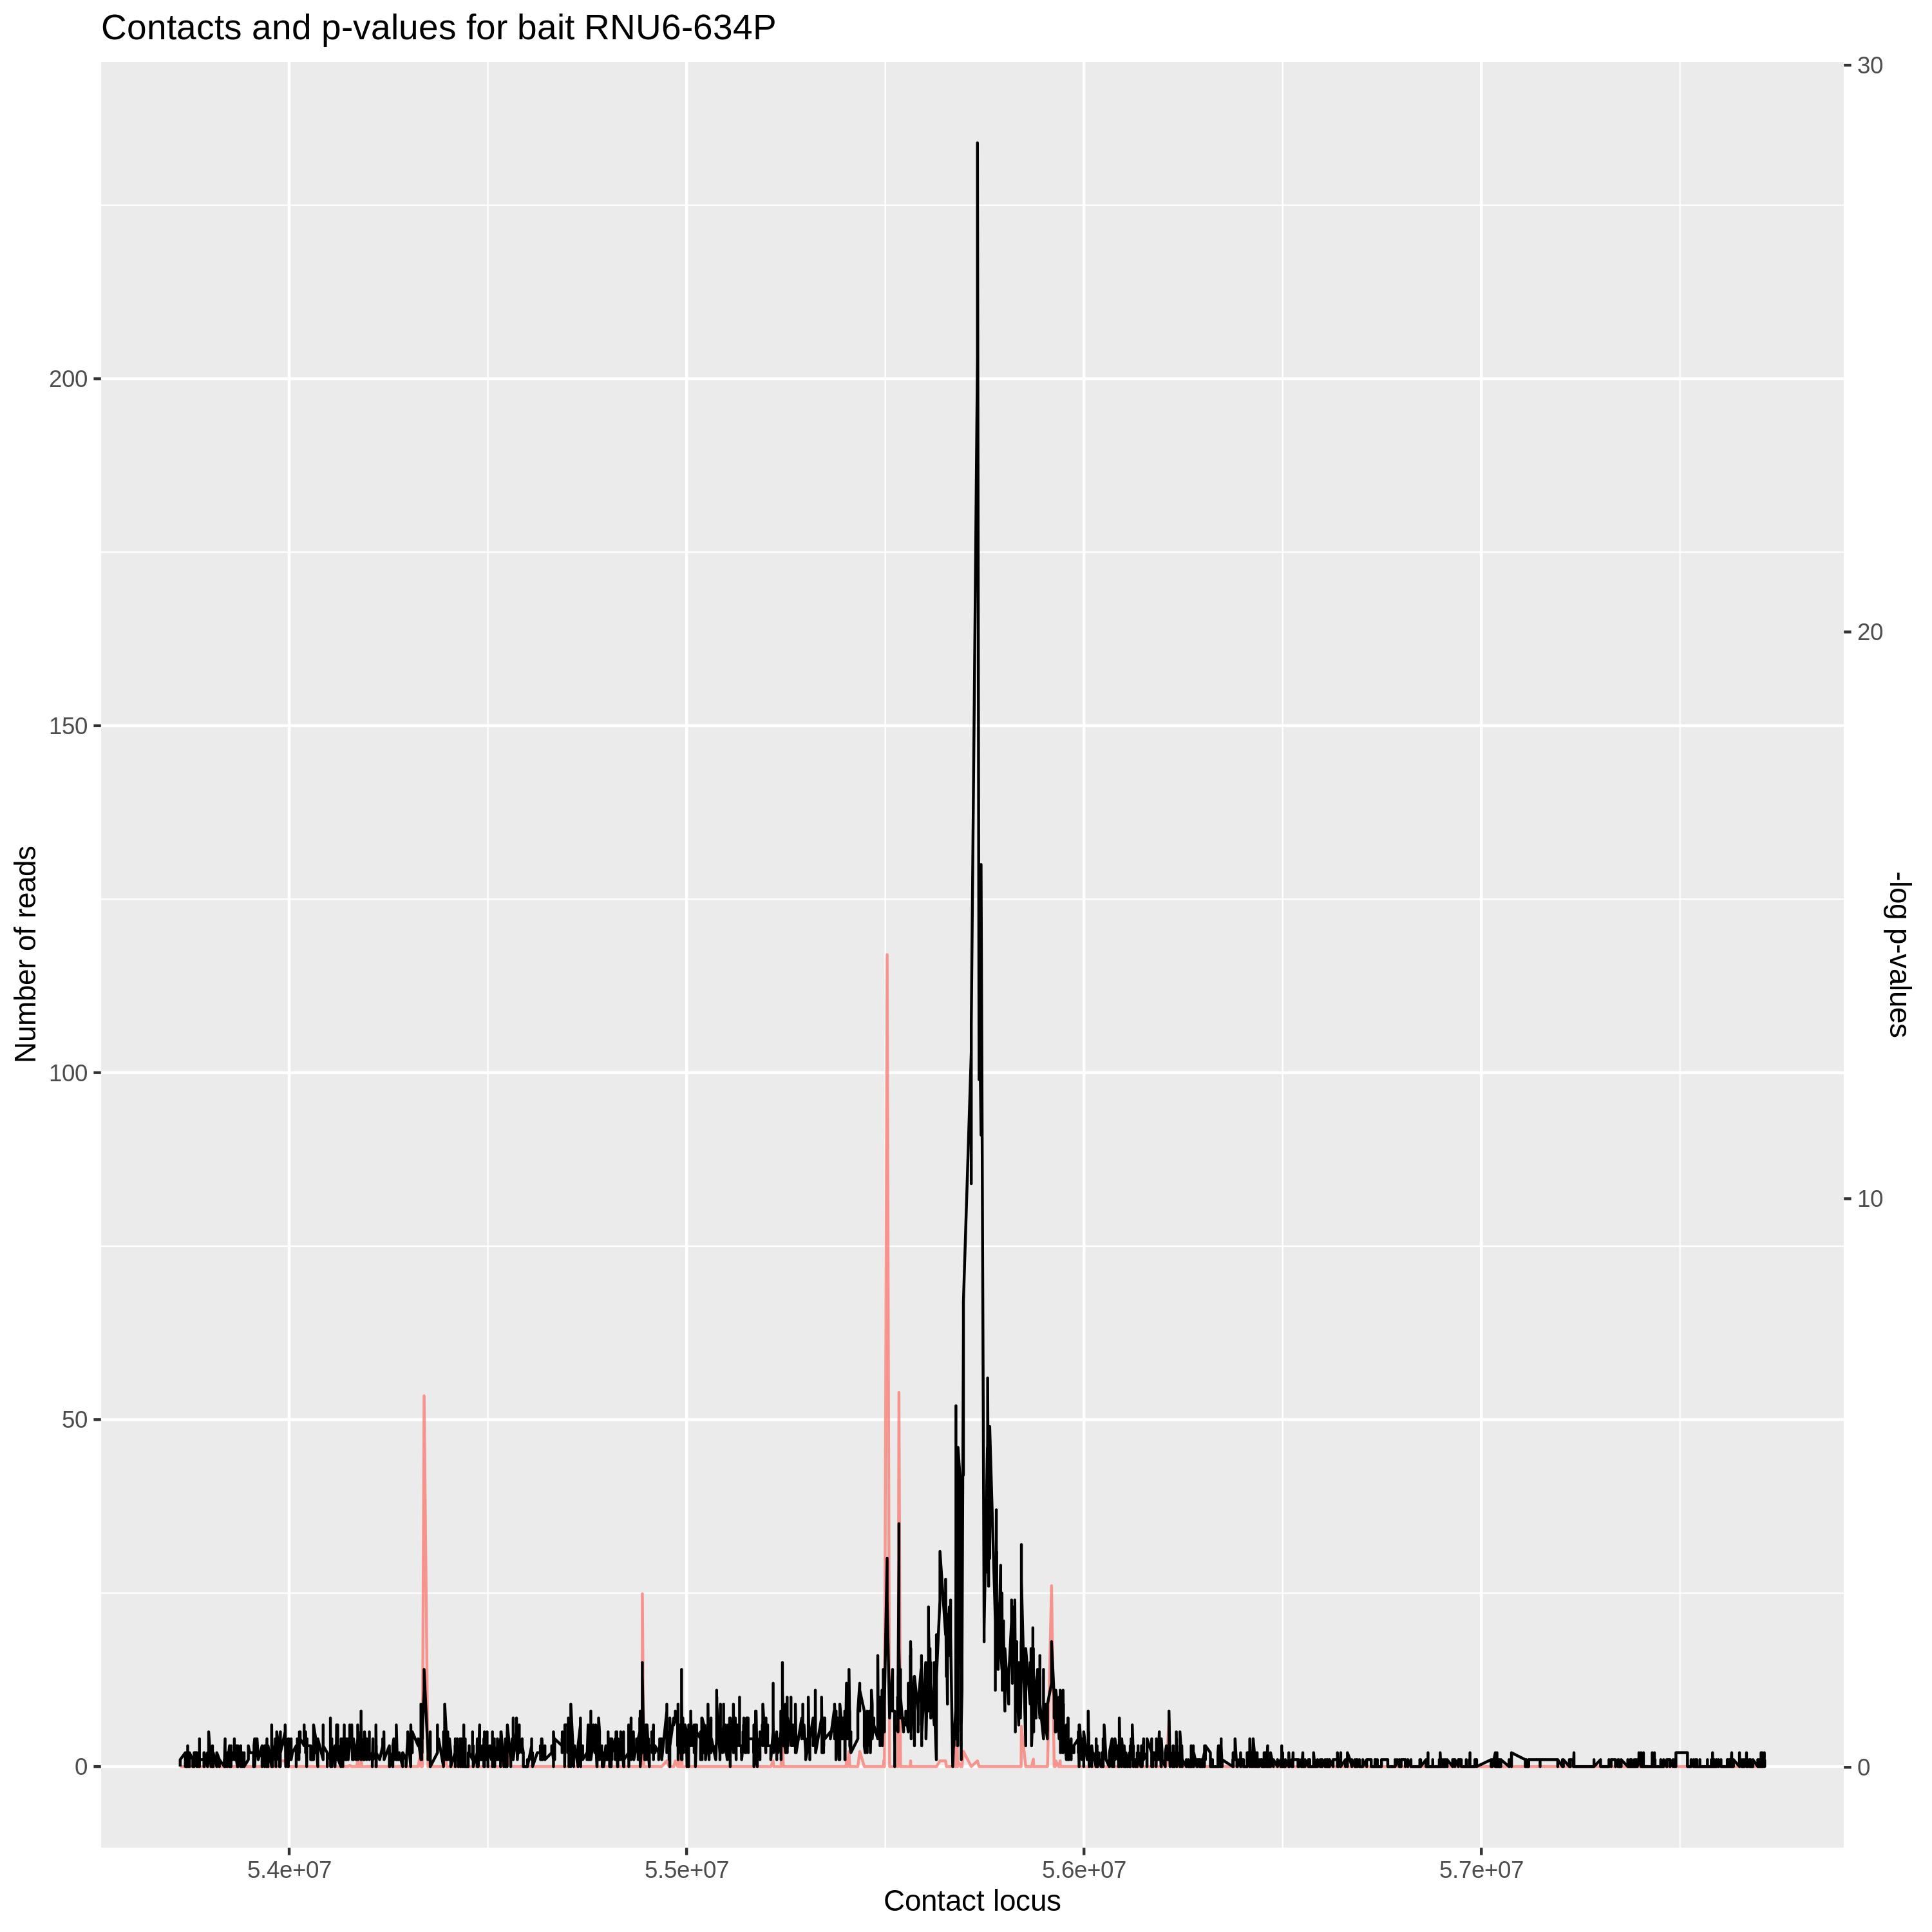 Contacts and p-values for bait RNU6-634P
30
200
20
150
Number of reads
-log p-values
100
10
50
0
0
5.4e+07
5.5e+07
5.6e+07
5.7e+07
Contact locus